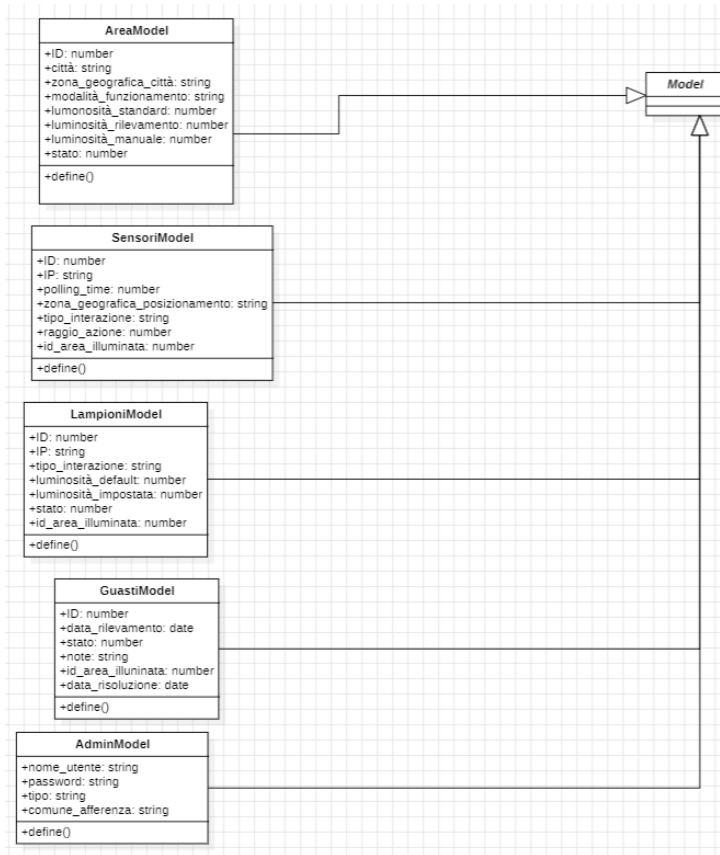 AreaModel
+ID: number
+città: string
+zona_geografica_città: string
+modalità_funzionamento: string
+lumonosità_standard: number
+luminosità_rilevamento: number
+luminosità_manuale: number
+stato: number
+define()
Model
SensoriModel
+ID: number
+IP: string
+polling_time: number
+zona_geografica_posizionamento: string
+tipo_interazione: string
+raggio_azione: number
+id_area_illuminata: number
+define()
LampioniModel
+ID: number
+IP: string
+tipo_interazione: string
+luminosità_default: number
+luminosità_impostata: number
+stato: number
+id_area_illuminata: number
+define()
GuastiModel
+ID: number
+data_rilevamento: date
+stato: number
+note: string
+id_area_illuninata: number
+data_risoluzione: date
+define()
AdminModel
+nome_utente: string
+password: string
+tipo: string
+comune_afferenza: string
+define()